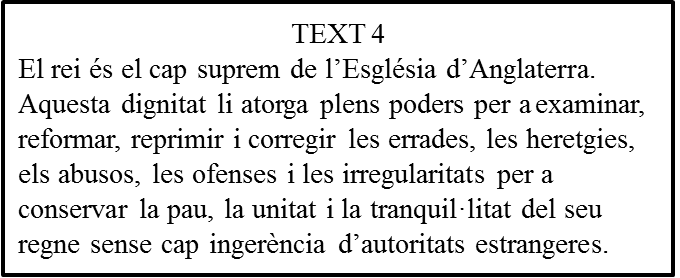 TEXT 4
El rei és el cap suprem de l’Església d’Anglaterra.
Aquesta dignitat li atorga plens poders per a examinar,
reformar, reprimir i corregir les errades, les heretgies,
els abusos, les ofenses i les irregularitats per a
conservar la pau, la unitat i la tranquil·litat del seu
regne sense cap ingerència d’autoritats estrangeres.